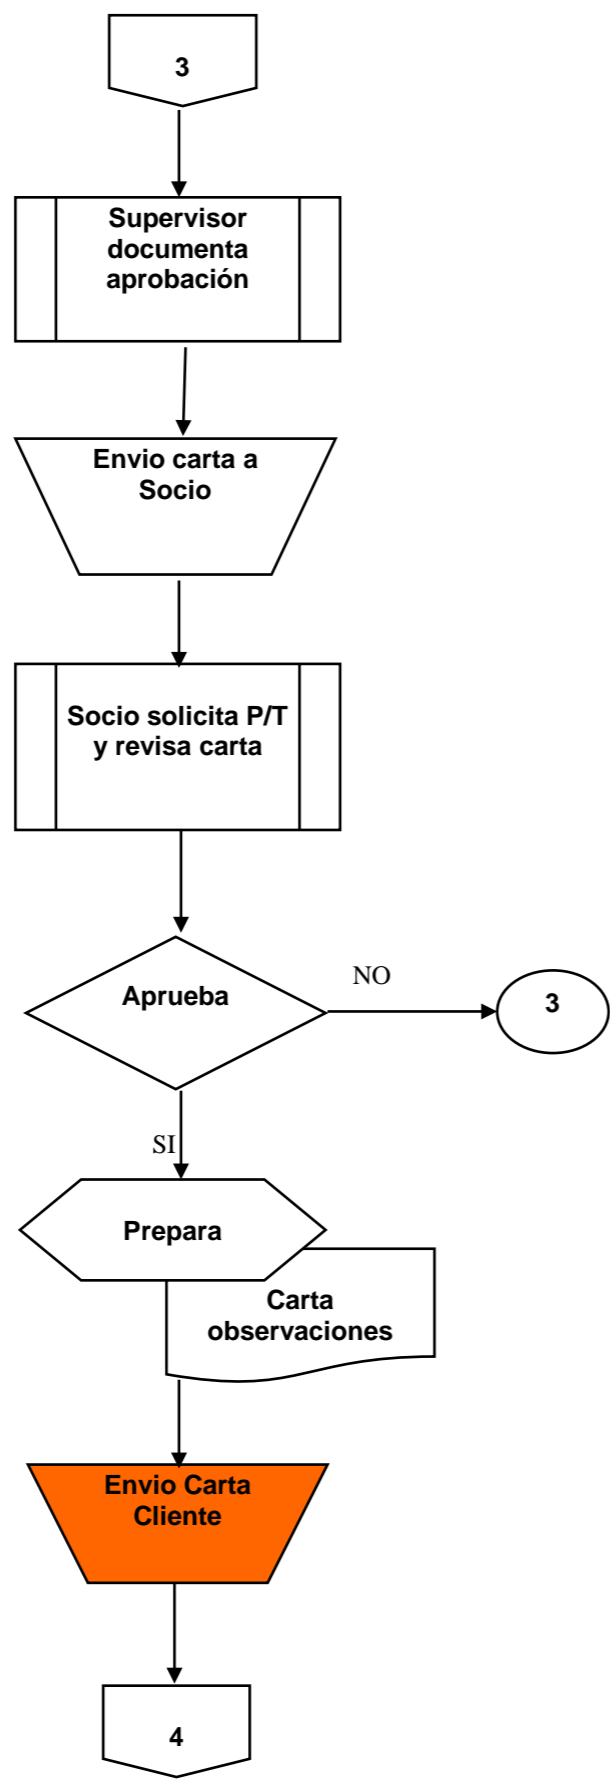 3
Supervisor
documenta
aprobación
Envio carta a
Socio
Socio solicita P/T
y revisa carta
Aprueba
NO
3
SI
Prepara
Carta
observaciones
Envio Carta
Cliente
4